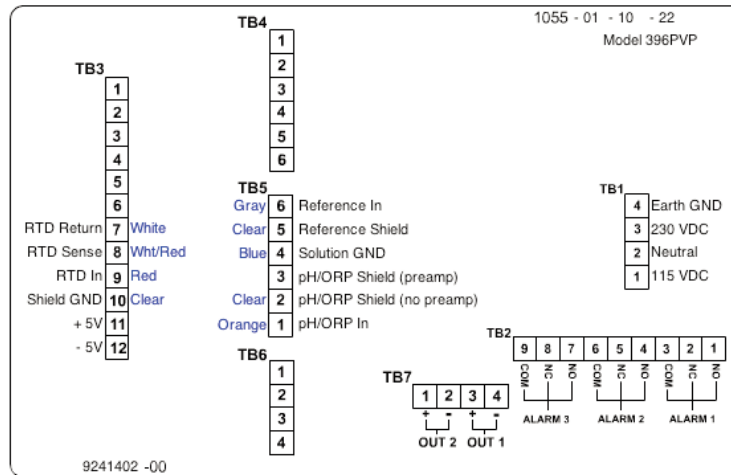 1055 - 01 - 10 - 22
Model 396PVP
TB4
1
2
3
4
5
6
TB3
1
2
3
4
5
6
RTD Return 7 White
RTD Sense 8 Wht/Red
RTD In 9 Red
Shield GND 10 Clear
+ 5V 11
- 5V 12
TB5
Gray 6 Reference In
Clear 5 Reference Shield
Blue 4 Solution GND
3 pH/ORP Shield (preamp)
Clear 2 pH/ORP Shield (no preamp)
Orange 1 pH/ORP In
TB1
4 Earth GND
3 230 VDC
2 Neutral
1 115 VDC
TB6
1
2
3
4
TB7
1 2 3 4
+ - + -
OUT 2 OUT 1
TB2
9 8 7 6 5 4 3 2 1
COM NC NO COM NC NO COM NC NO
ALARM 3 ALARM 2 ALARM 1
9241402 -00